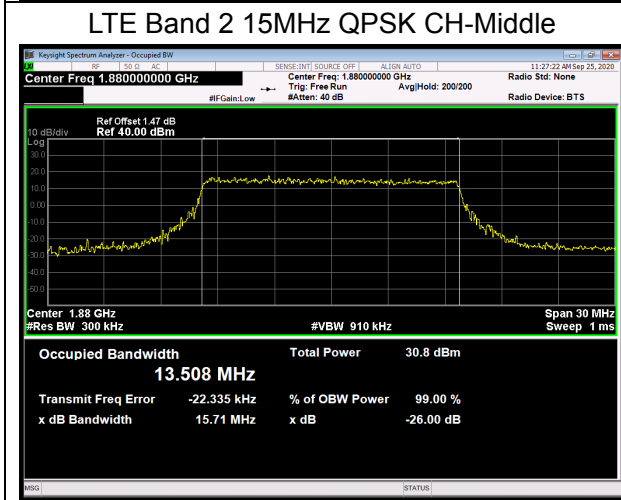 LTE Band 2 15MHz QPSK CH-Middle
Keysight Spectrum Analyzer - Occupied BW
RF 50 Ω AC SENSE:INT SOURCE OFF ALIGN AUTO 11:27:22 AM Sep 25, 2020
Center Freq 1.880000000 GHz Center Freq: 1.880000000 GHz Radio Std: None
Trig: Free Run Avg|Hold: 200/200
#IFGain:Low #Atten: 40 dB Radio Device: BTS
Ref Offset 1.47 dB
10 dB/div Ref 40.00 dBm
Log
30.0
20.0
10.0
0.00
-10.0
-20.0
-30.0
-40.0
-50.0
Center 1.88 GHz Span 30 MHz
#Res BW 300 kHz #VBW 910 kHz Sweep 1 ms
Occupied Bandwidth Total Power 30.8 dBm
13.508 MHz
Transmit Freq Error -22.335 kHz % of OBW Power 99.00 %
x dB Bandwidth 15.71 MHz x dB -26.00 dB
MSG STATUS